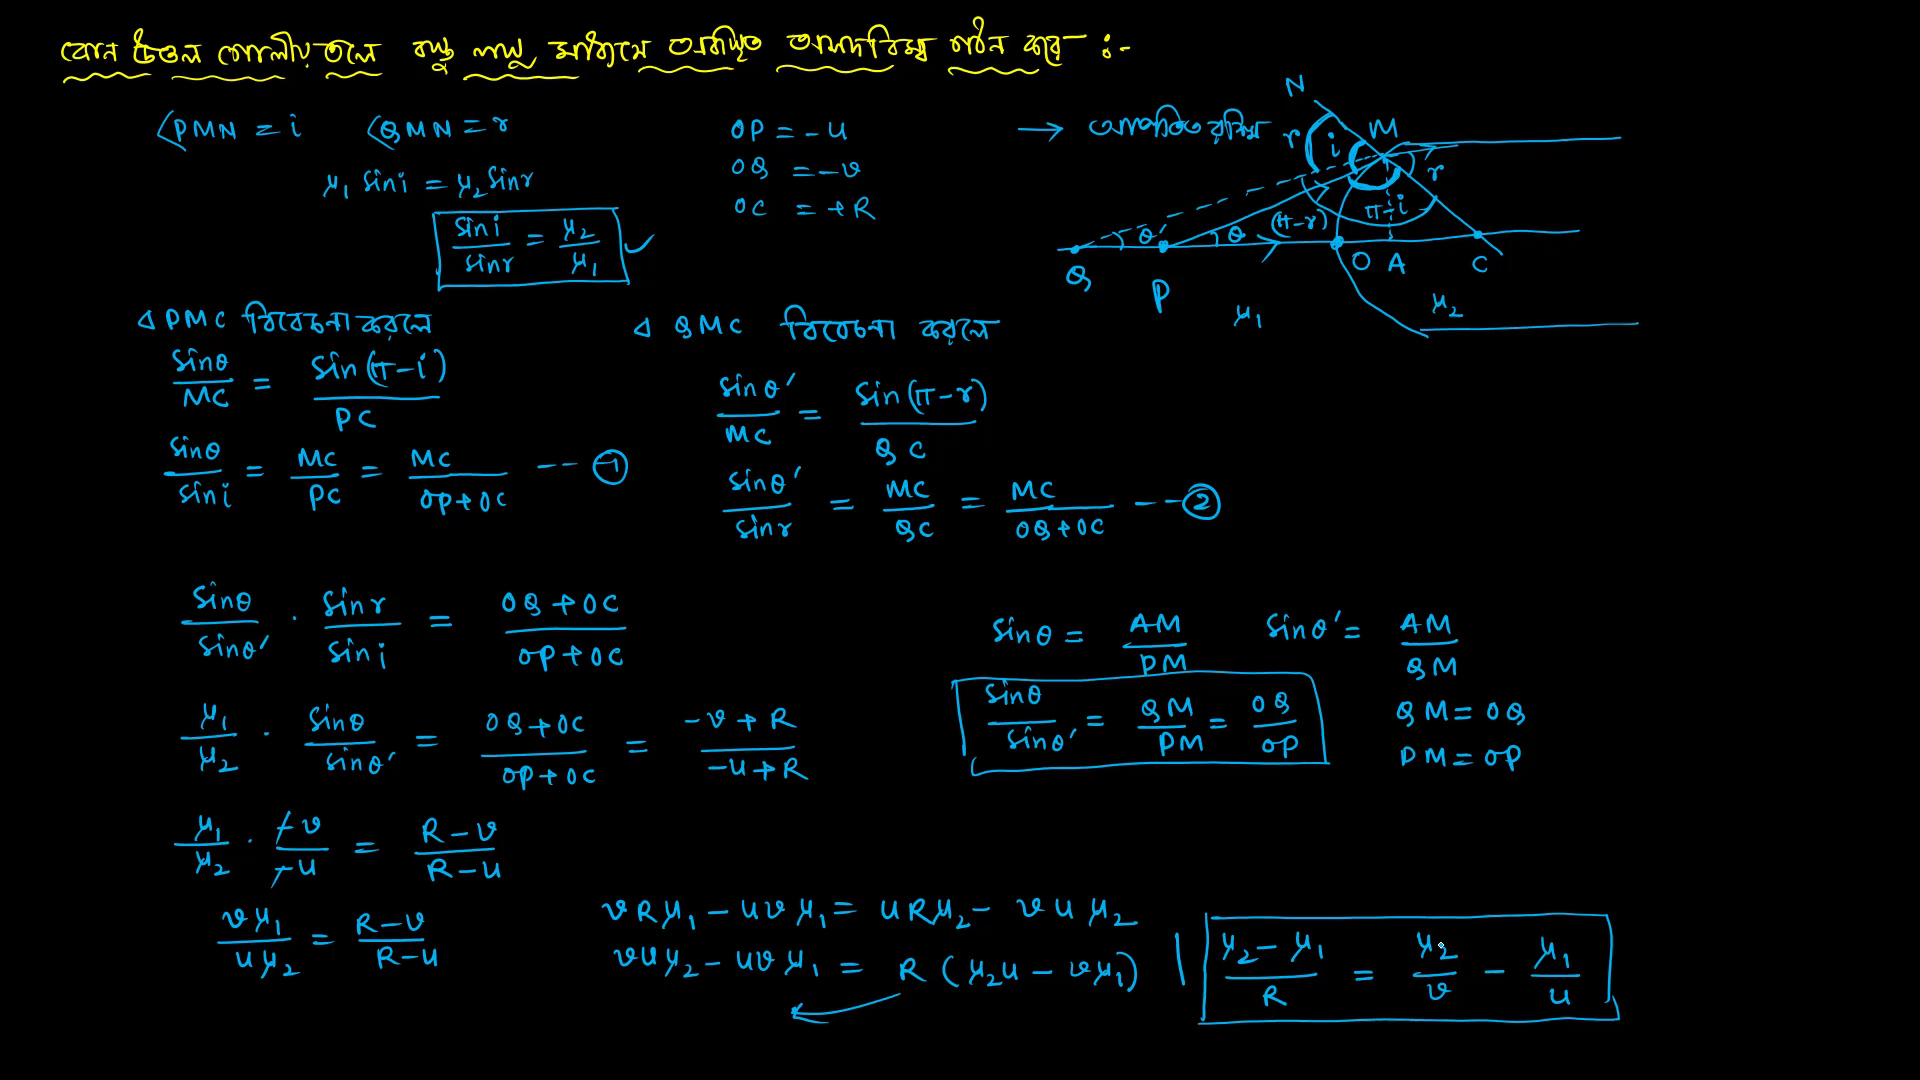 কোন উত্তল গোলীয় তলে বস্তু লঘু মাধ্যমে অবস্থিত অসদবিম্ব গঠন করে :-
∠PMN = i ∠QMN = r
μ₁ sin i = μ₂ sin r
sin i / sin r = μ₂ / μ₁ ✓
OP = -u
OQ = -v
OC = +R
→ আপতিত রশ্মি
N
M
r
i
r
(π-r)
π-i
θ′
θ
Q
P
O
A
C
μ₁
μ₂
Δ PMC বিবেচনা করলে
sinθ / MC = sin(π-i) / PC
sinθ / sin i = MC / PC = MC / OP+OC --- ①
Δ QMC বিবেচনা করলে
sinθ′ / MC = sin(π-r) / QC
sinθ′ / sin r = MC / QC = MC / OQ+OC --- ②
sinθ / sinθ′ · sin r / sin i = OQ+OC / OP+OC
μ₁ / μ₂ · sinθ / sinθ′ = OQ+OC / OP+OC = -v+R / -u+R
μ₁ / μ₂ · -v / -u = R-v / R-u
vμ₁ / uμ₂ = R-v / R-u
sinθ = AM / PM sinθ′ = AM / QM
sinθ / sinθ′ = QM / PM = OQ / OP
QM = OQ
PM = OP
vRμ₁ - uvμ₁ = uRμ₂ - vuμ₂
vuμ₂ - uvμ₁ = R(μ₂u - vμ₁)
μ₂-μ₁ / R = μ₂ / v - μ₁ / u